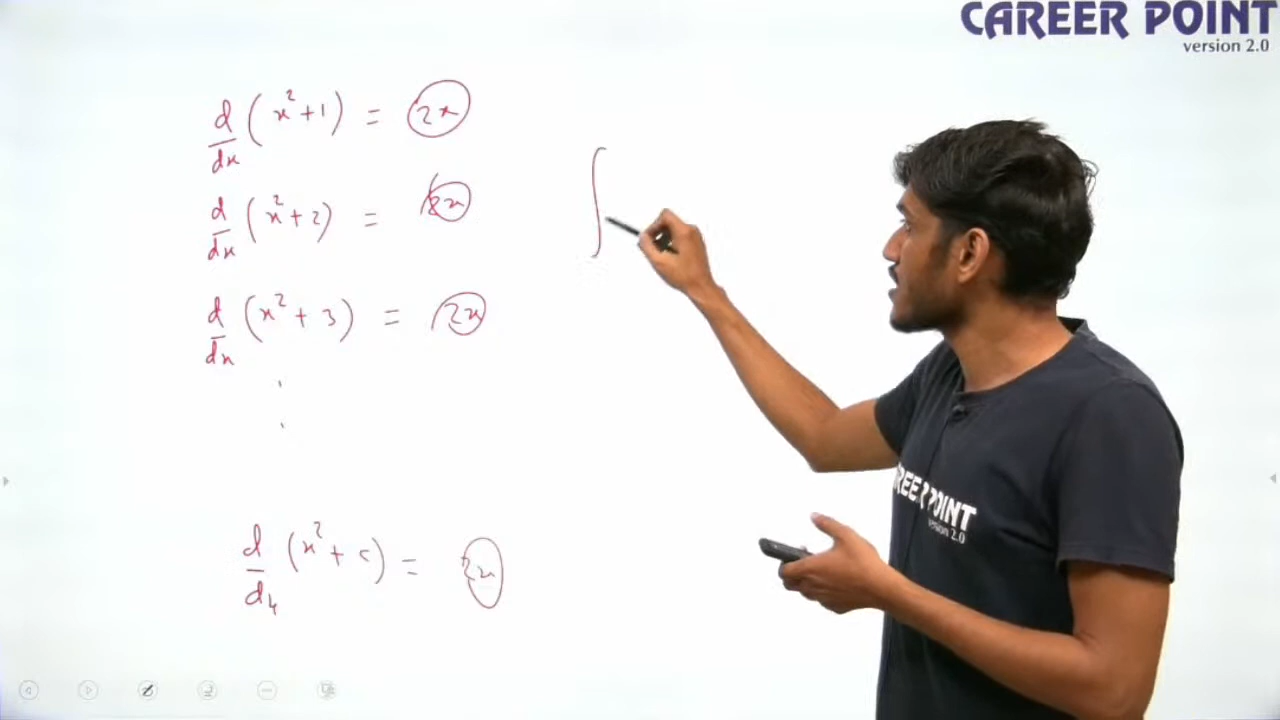 CAREER POINT
version 2.0
d/dx (x² + 1) = 2x
d/dx (x² + 2) = 2x
d/dx (x² + 3) = 2x
.
.
d/dx (x² + c) = 2x
∫
REER POINT
version 2.0